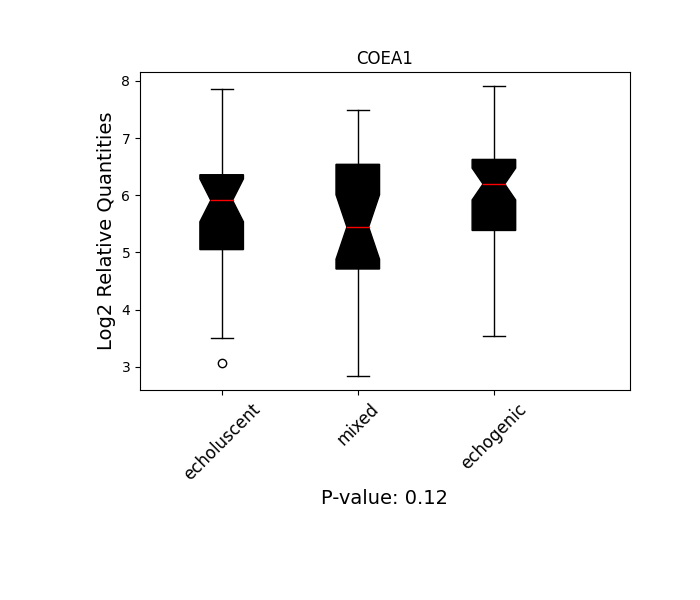 COEA1
Log2 Relative Quantities
8
7
6
5
4
3
echoluscent
mixed
echogenic
P-value: 0.12